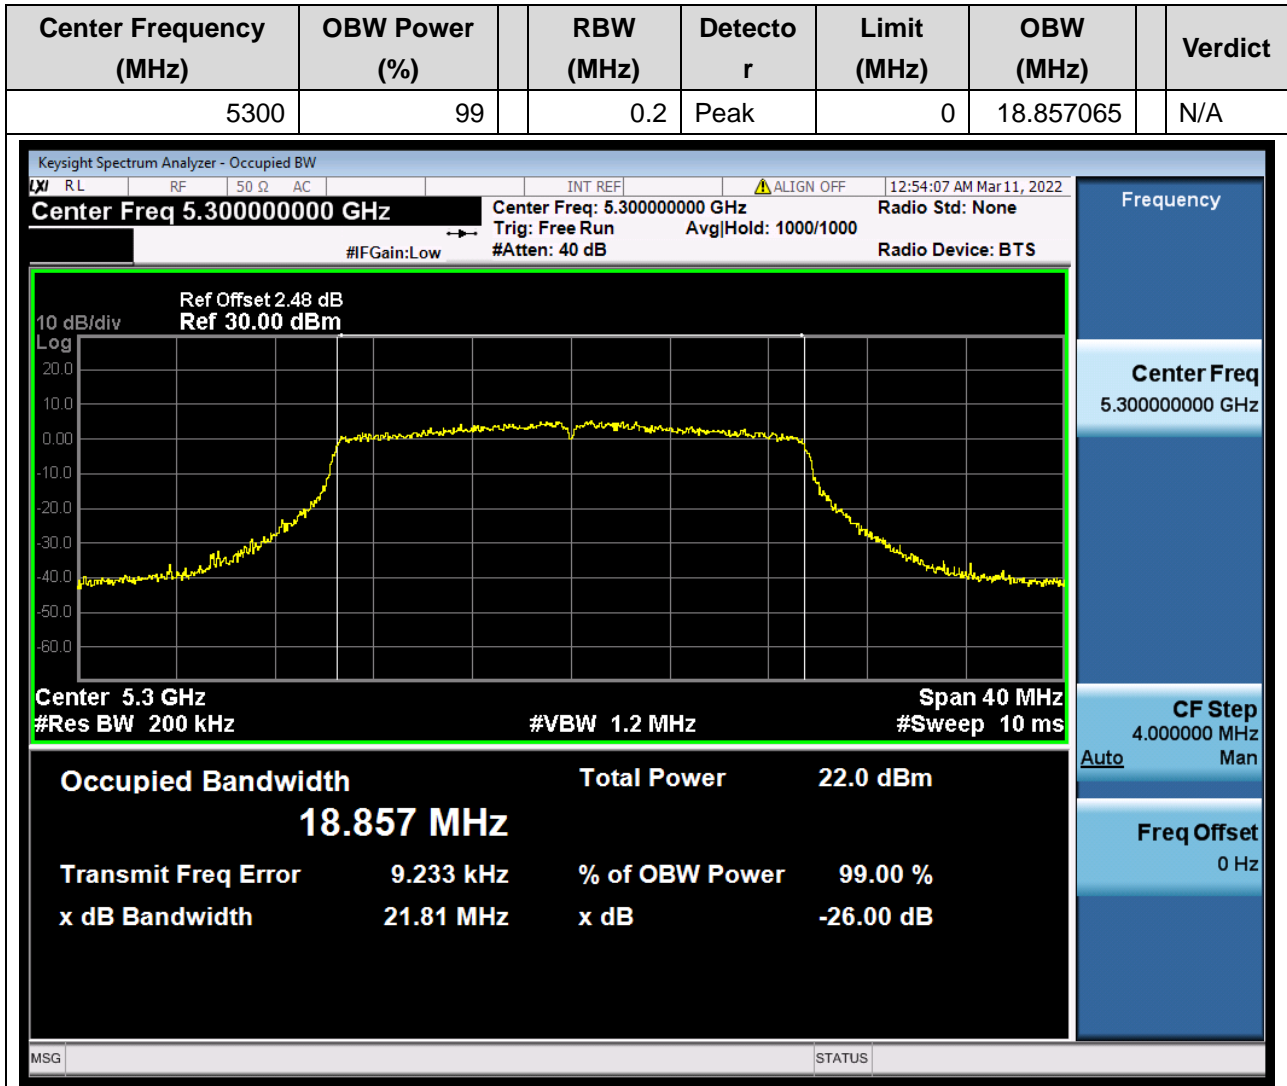 Center Frequency (MHz) OBW Power (%) RBW (MHz) Detecto r Limit (MHz) OBW (MHz) Verdict
5300 99 0.2 Peak 0 18.857065 N/A
Keysight Spectrum Analyzer - Occupied BW
LXI RL RF 50 Ω AC INT REF ALIGN OFF 12:54:07 AM Mar 11, 2022
Center Freq 5.300000000 GHz
Center Freq: 5.300000000 GHz
Radio Std: None
Trig: Free Run Avg|Hold: 1000/1000
#IFGain:Low
#Atten: 40 dB
Radio Device: BTS
Ref Offset 2.48 dB
10 dB/div Ref 30.00 dBm
Log
20.0
10.0
0.00
-10.0
-20.0
-30.0
-40.0
-50.0
-60.0
Center 5.3 GHz Span 40 MHz
#Res BW 200 kHz #VBW 1.2 MHz #Sweep 10 ms
Occupied Bandwidth Total Power 22.0 dBm
18.857 MHz
Transmit Freq Error 9.233 kHz % of OBW Power 99.00 %
x dB Bandwidth 21.81 MHz x dB -26.00 dB
MSG STATUS
Frequency
Center Freq
5.300000000 GHz
CF Step
4.000000 MHz
Auto Man
Freq Offset
0 Hz